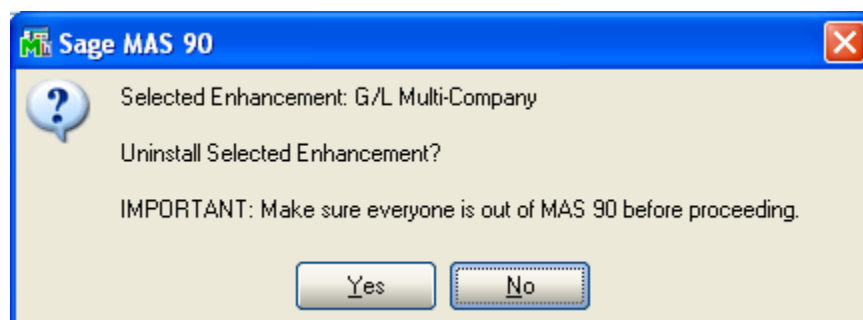 Sage MAS 90
Selected Enhancement: G/L Multi-Company
Uninstall Selected Enhancement?
IMPORTANT: Make sure everyone is out of MAS 90 before proceeding.
Yes No